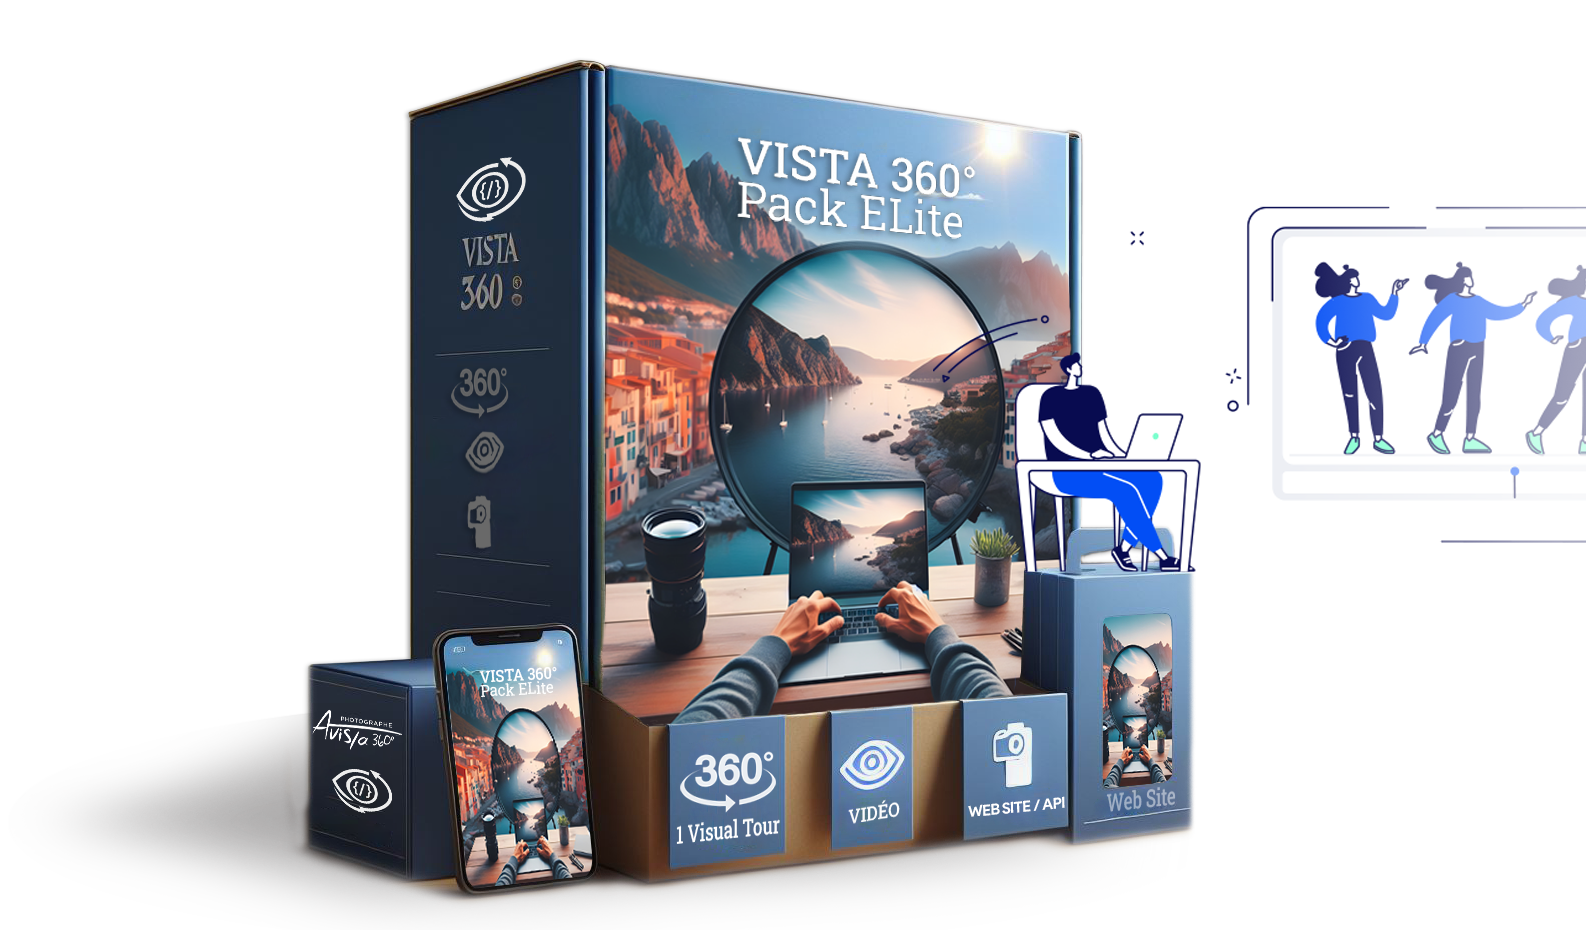 VISTA 360°
Pack ELite
{/}
VISTA
360
360°
PHOTOGRAPHE
Avista 360°
{/}
VISTA 360°
Pack ELite
360°
1 Visual Tour
VIDÉO
WEB SITE / API
Web Site